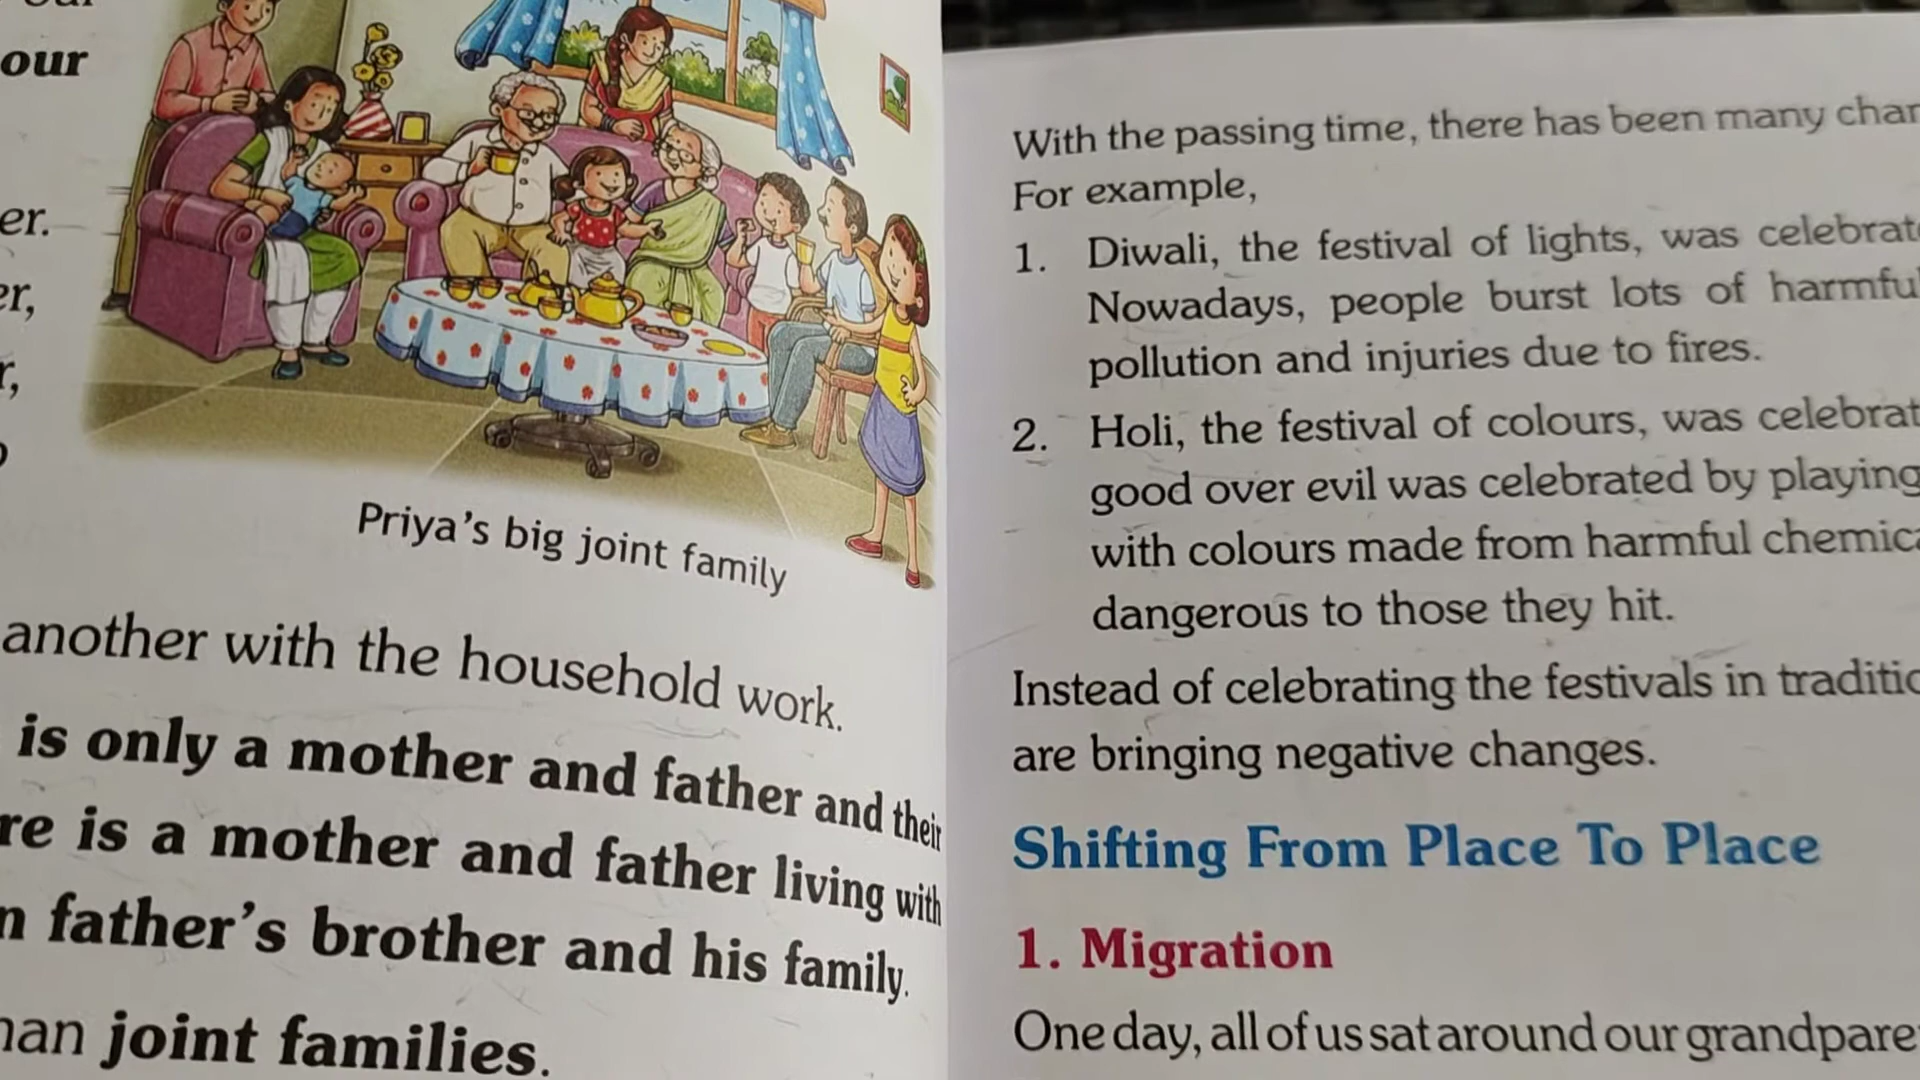 our
er.
er,
r,
Priya's big joint family
another with the household work.
is only a mother and father and their
re is a mother and father living with
n father's brother and his family.
han joint families.
With the passing time, there has been many chan
For example,
1. Diwali, the festival of lights, was celebrate
Nowadays, people burst lots of harmful
pollution and injuries due to fires.
2. Holi, the festival of colours, was celebrat
good over evil was celebrated by playing
with colours made from harmful chemica
dangerous to those they hit.
Instead of celebrating the festivals in traditio
are bringing negative changes.
Shifting From Place To Place
1. Migration
One day, all of us sat around our grandpare